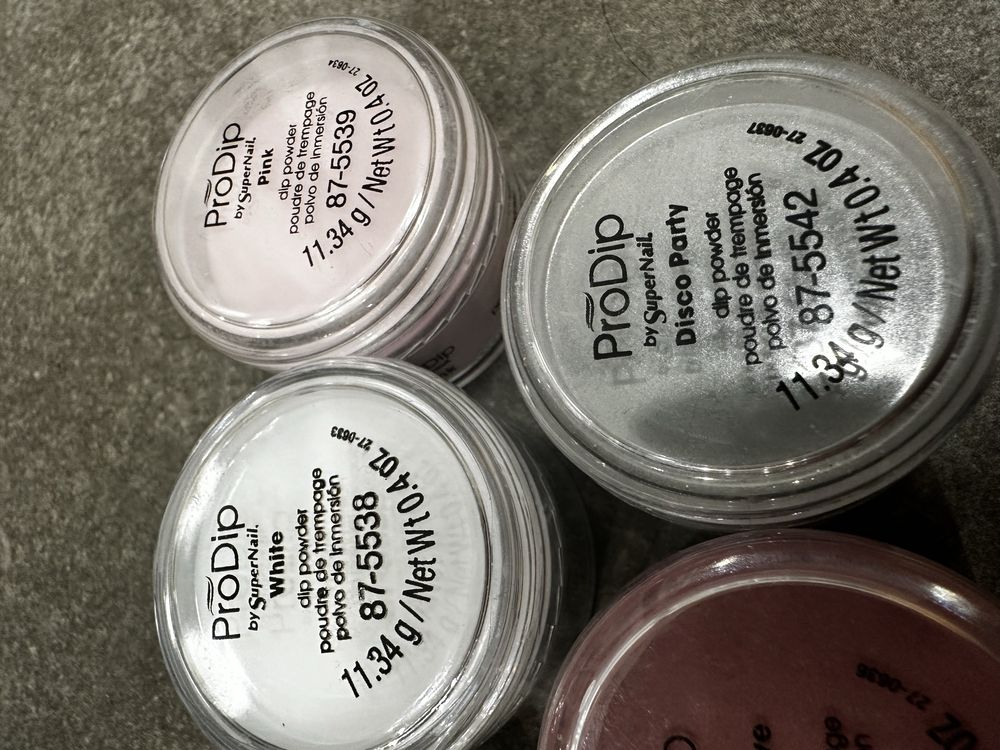 ProDip
by SuperNail.
Pink
dip powder
poudre de trempage
polvo de Inmersión
87-5539
11.34 g / Net Wt 0.4 OZ
27-0634
ProDip
by SuperNail.
Disco Party
dip powder
poudre de trempage
polvo de Inmersión
87-5542
11.34 g / Net Wt 0.4 OZ
27-0637
ProDip
by SuperNail.
White
dip powder
poudre de trempage
polvo de Inmersión
87-5538
11.34 g / Net Wt 0.4 OZ
27-0633
OZ